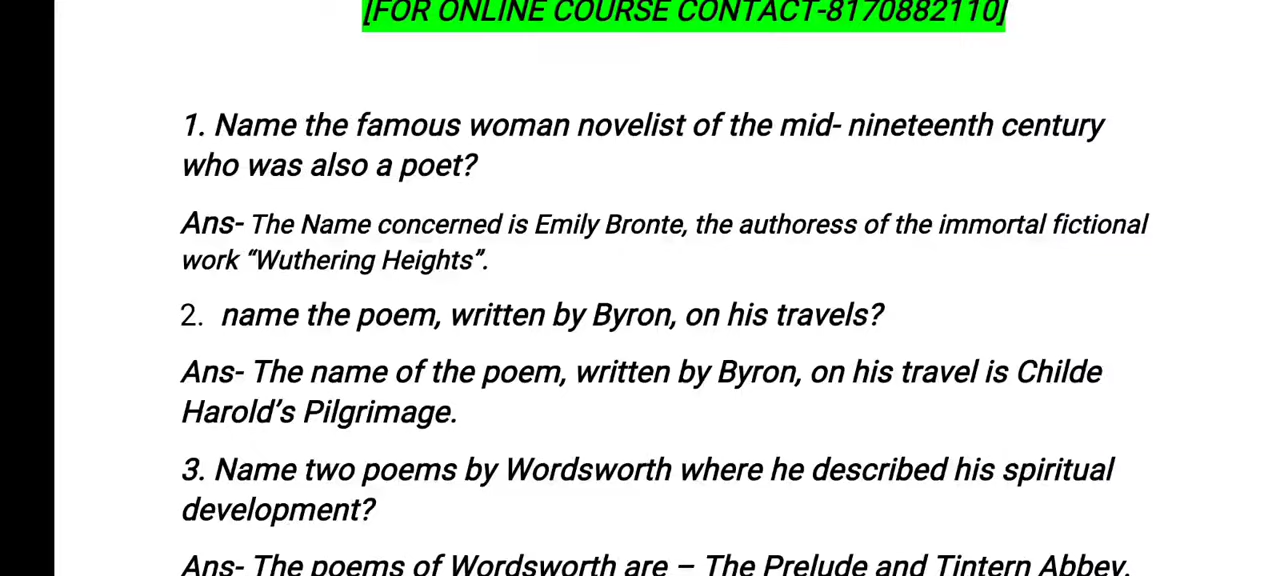 [FOR ONLINE COURSE CONTACT-8170882110]
1. Name the famous woman novelist of the mid- nineteenth century
who was also a poet?
Ans- The Name concerned is Emily Bronte, the authoress of the immortal fictional
work “Wuthering Heights”.
2. name the poem, written by Byron, on his travels?
Ans- The name of the poem, written by Byron, on his travel is Childe
Harold’s Pilgrimage.
3. Name two poems by Wordsworth where he described his spiritual
development?
Ans- The poems of Wordsworth are – The Prelude and Tintern Abbey.